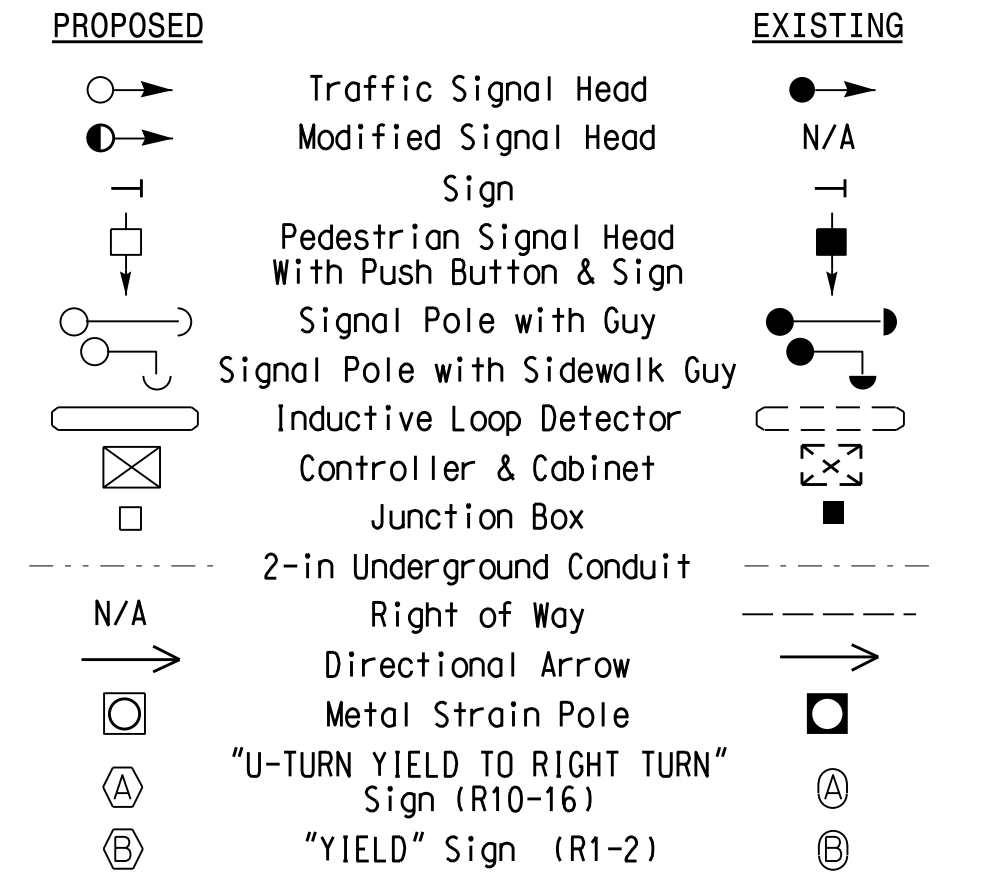 PROPOSED EXISTING
Traffic Signal Head
Modified Signal Head N/A
Sign
Pedestrian Signal Head
With Push Button & Sign
Signal Pole with Guy
Signal Pole with Sidewalk Guy
Inductive Loop Detector
Controller & Cabinet
Junction Box
2-in Underground Conduit
N/A Right of Way
Directional Arrow
Metal Strain Pole
"U-TURN YIELD TO RIGHT TURN"
A Sign (R10-16) A
B "YIELD" Sign (R1-2) B